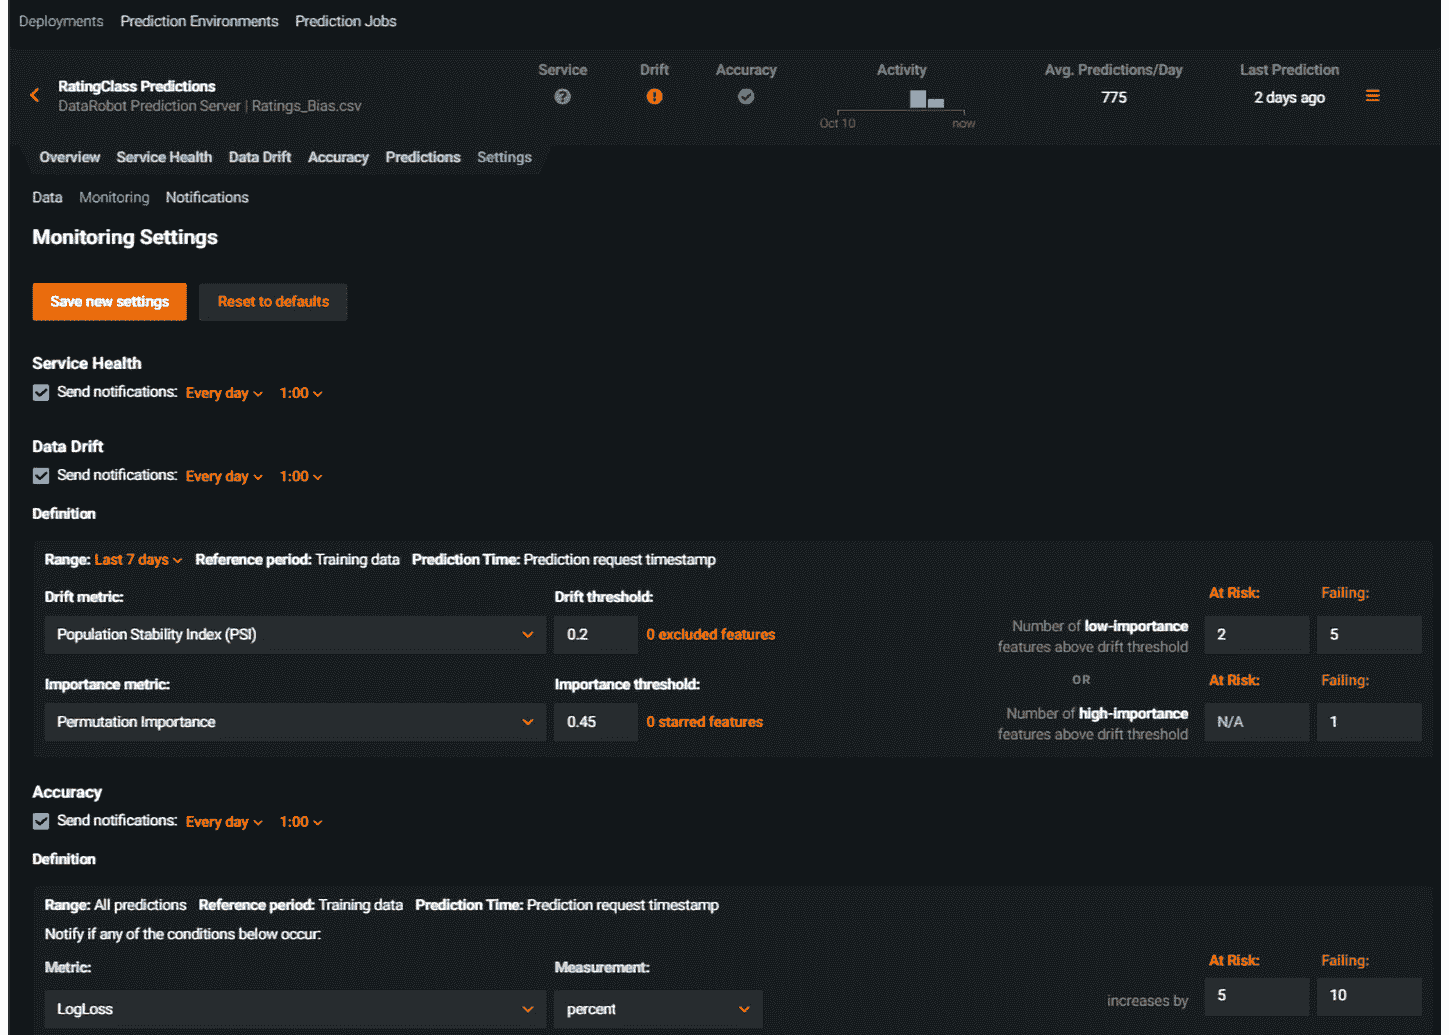 Deployments Prediction Environments Prediction Jobs
RatingClass Predictions
DataRobot Prediction Server | Ratings_Bias.csv
Service Drift Accuracy Activity Avg. Predictions/Day Last Prediction
775 2 days ago
Oct 10 now
Overview Service Health Data Drift Accuracy Predictions Settings
Data Monitoring Notifications
Monitoring Settings
Save new settings Reset to defaults
Service Health
Send notifications: Every day 1:00
Data Drift
Send notifications: Every day 1:00
Definition
Range: Last 7 days Reference period: Training data Prediction Time: Prediction request timestamp
Drift metric: Drift threshold: At Risk: Failing:
Population Stability Index (PSI) 0.2 0 excluded features Number of low-importance features above drift threshold 2 5
OR
Importance metric: Importance threshold: At Risk: Failing:
Permutation Importance 0.45 0 starred features Number of high-importance features above drift threshold N/A 1
Accuracy
Send notifications: Every day 1:00
Definition
Range: All predictions Reference period: Training data Prediction Time: Prediction request timestamp
Notify if any of the conditions below occur:
Metric: Measurement: At Risk: Failing:
LogLoss percent increases by 5 10